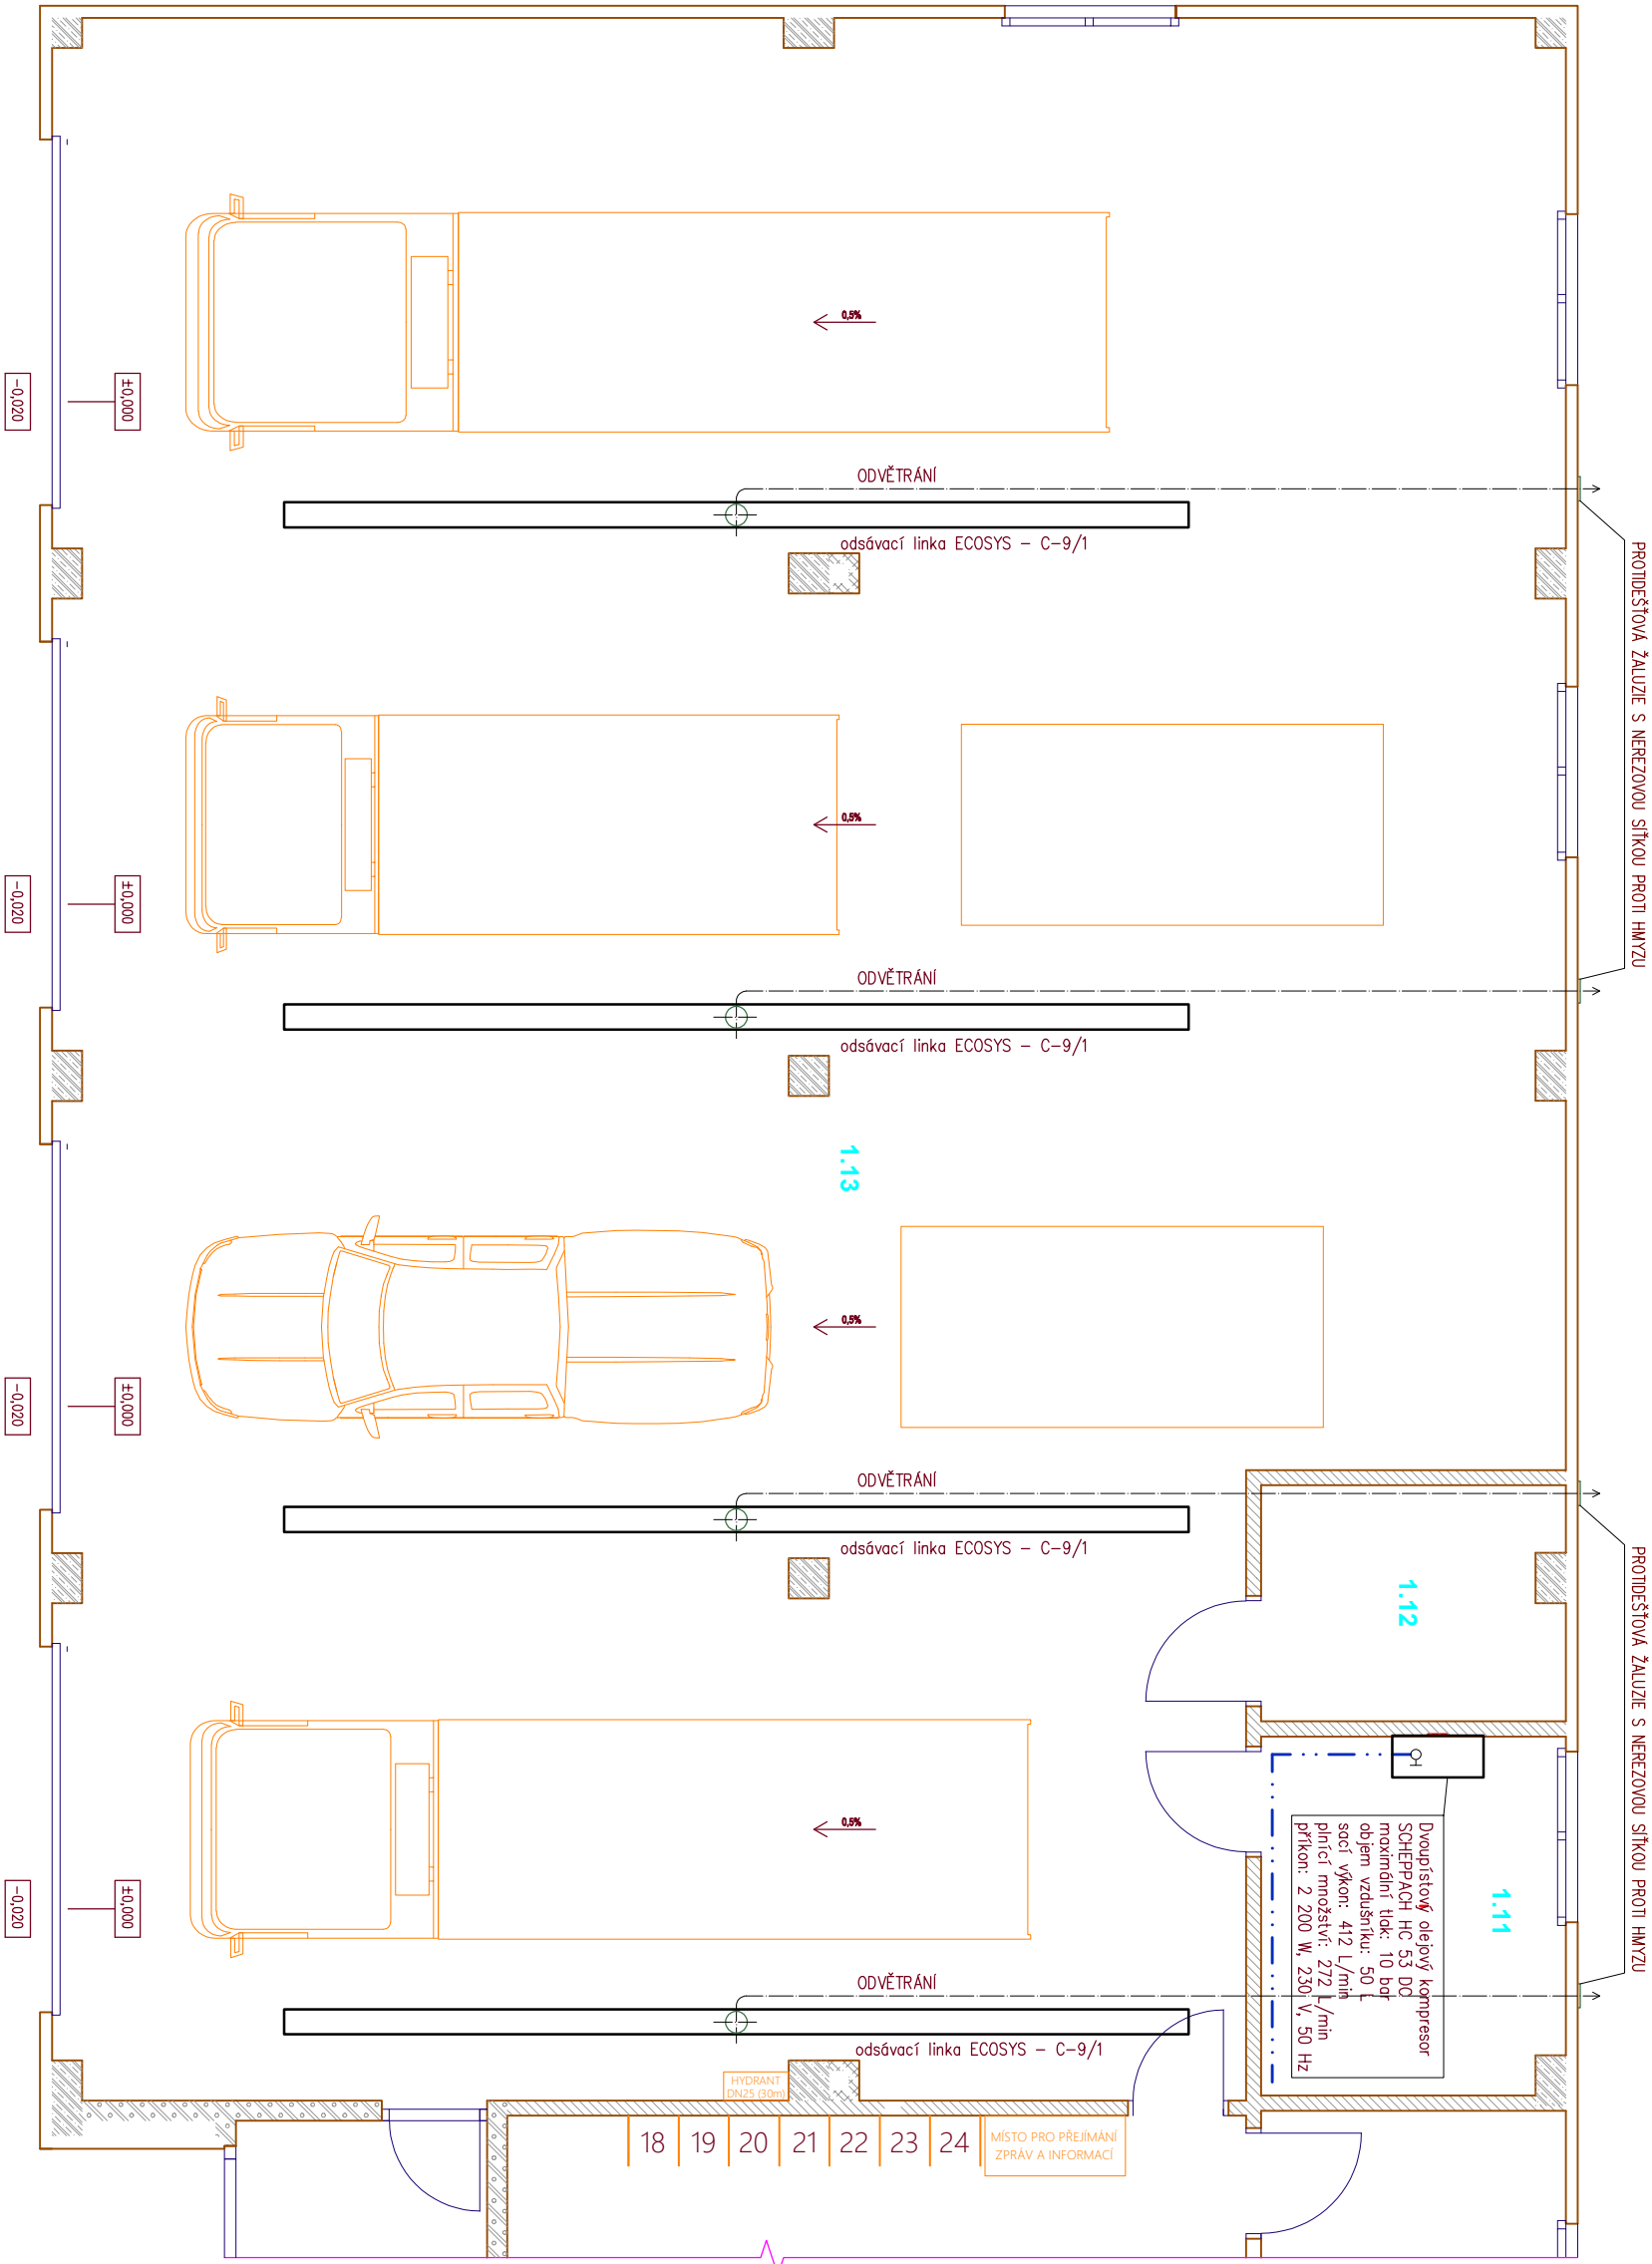 0,5%
±0,000
-0,020
ODVĚTRÁNÍ
odsávací linka ECOSYS - C-9/1
PROTIDEŠŤOVÁ ŽALUZIE S NEREZOVOU SÍŤKOU PROTI HMYZU
0,5%
±0,000
-0,020
ODVĚTRÁNÍ
odsávací linka ECOSYS - C-9/1
1.13
0,5%
±0,000
-0,020
ODVĚTRÁNÍ
odsávací linka ECOSYS - C-9/1
1.12
PROTIDEŠŤOVÁ ŽALUZIE S NEREZOVOU SÍŤKOU PROTI HMYZU
1.11
Dvoupístový olejový kompresor
SCHEPPACH HC 53 DC
maximální tlak: 10 bar
objem vzdušníku: 50 L
sací výkon: 412 L/min
plnící množství: 272 L/min
příkon: 2 200 W, 230 V, 50 Hz
0,5%
±0,000
-0,020
ODVĚTRÁNÍ
odsávací linka ECOSYS - C-9/1
HYDRANT
DN25 (30m)
18 19 20 21 22 23 24
MÍSTO PRO PŘEJÍMÁNÍ
ZPRÁV A INFORMACÍ